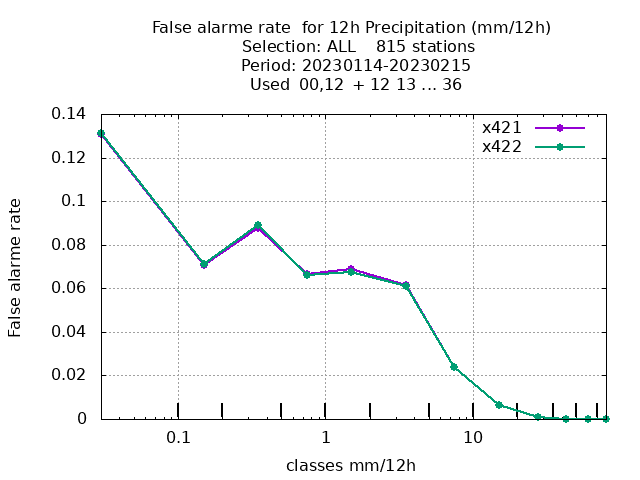 False alarme rate  for 12h Precipitation (mm/12h)
Selection: ALL    815 stations
Period: 20230114-20230215
Used  00,12  + 12 13 ... 36
x421
x422
0.14
0.12
0.1
0.08
0.06
0.04
0.02
0
False alarme rate
0.1
1
10
classes mm/12h